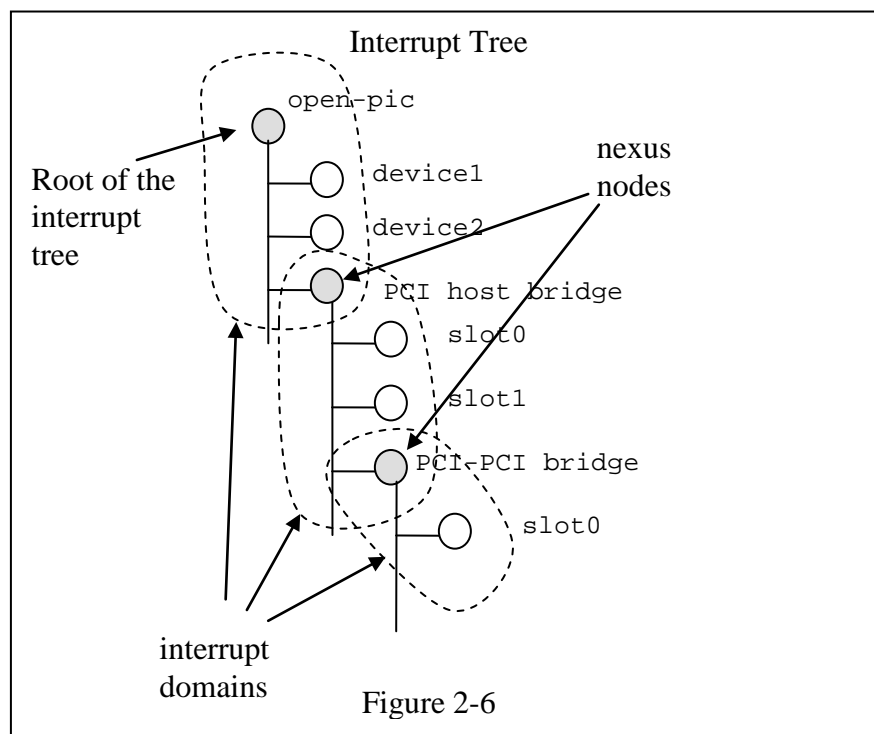 Interrupt Tree
open-pic
nexus
nodes
Root of the
interrupt
tree
device1
device2
PCI host bridge
slot0
slot1
PCI-PCI bridge
slot0
interrupt
domains
Figure 2-6